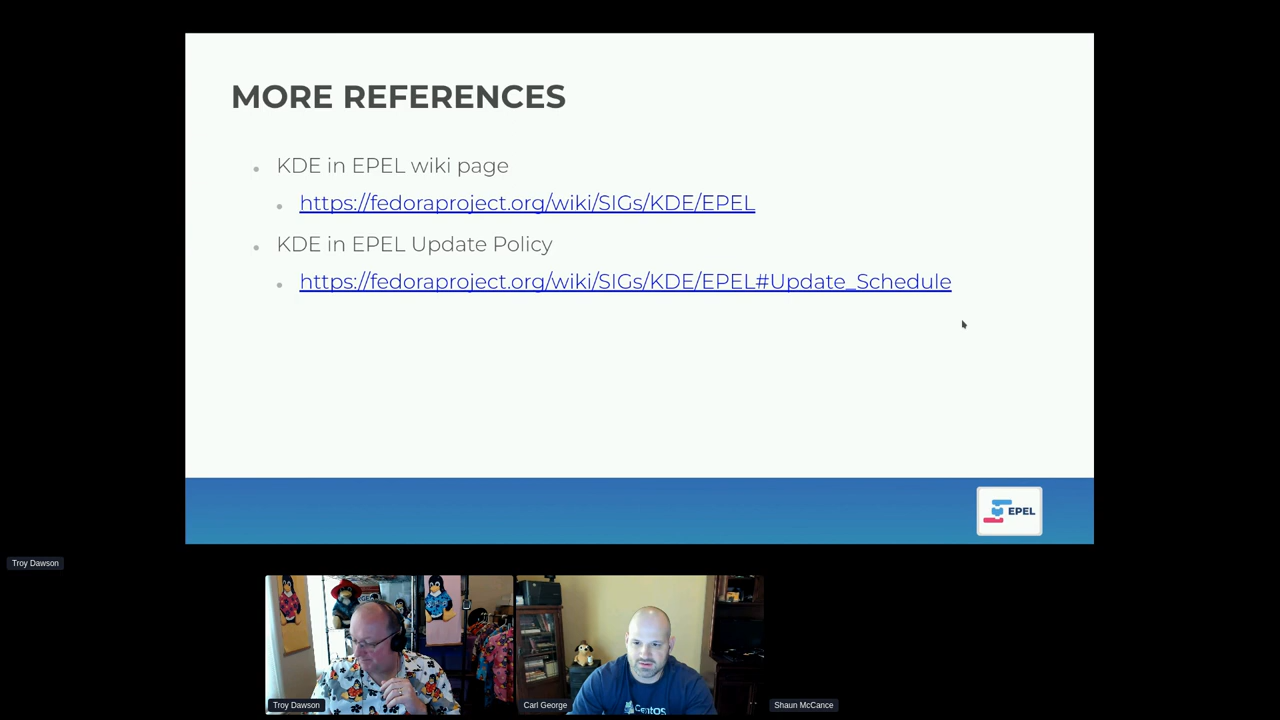 MORE REFERENCES
KDE in EPEL wiki page
https://fedoraproject.org/wiki/SIGs/KDE/EPEL
KDE in EPEL Update Policy
https://fedoraproject.org/wiki/SIGs/KDE/EPEL#Update_Schedule
EPEL
Troy Dawson
CentOS
Troy Dawson
Carl George
Shaun McCance